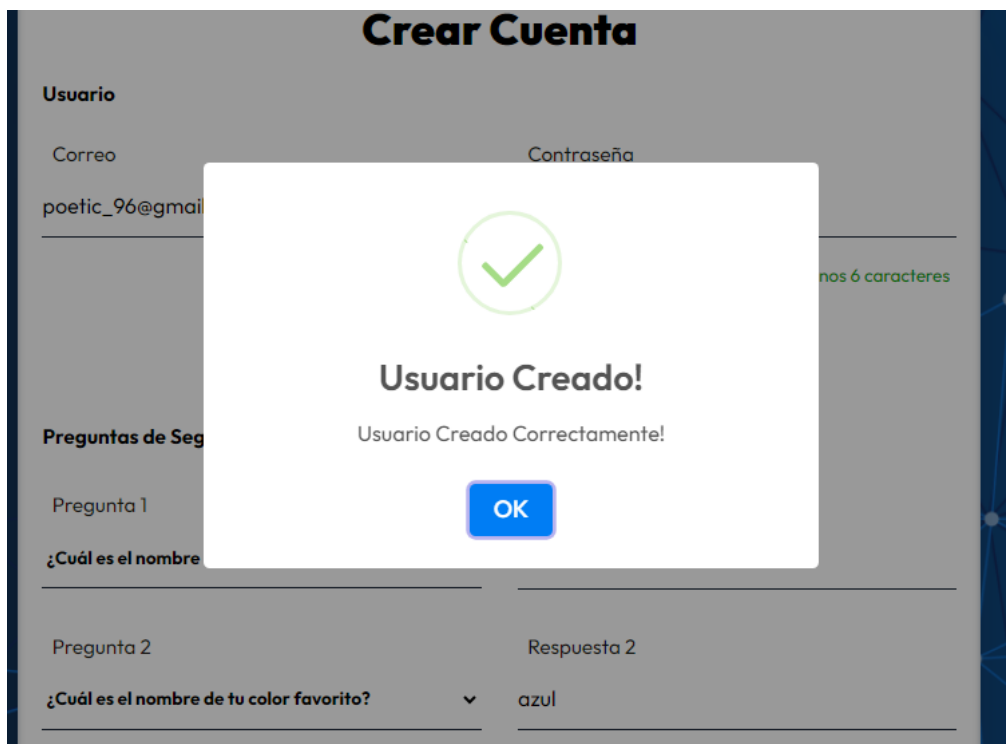 Crear Cuenta
Usuario
Correo
Contraseña
poetic_96@gmail
nos 6 caracteres
Usuario Creado!
Usuario Creado Correctamente!
OK
Preguntas de Seg
Pregunta 1
¿Cuál es el nombre
Pregunta 2
Respuesta 2
¿Cuál es el nombre de tu color favorito?
azul